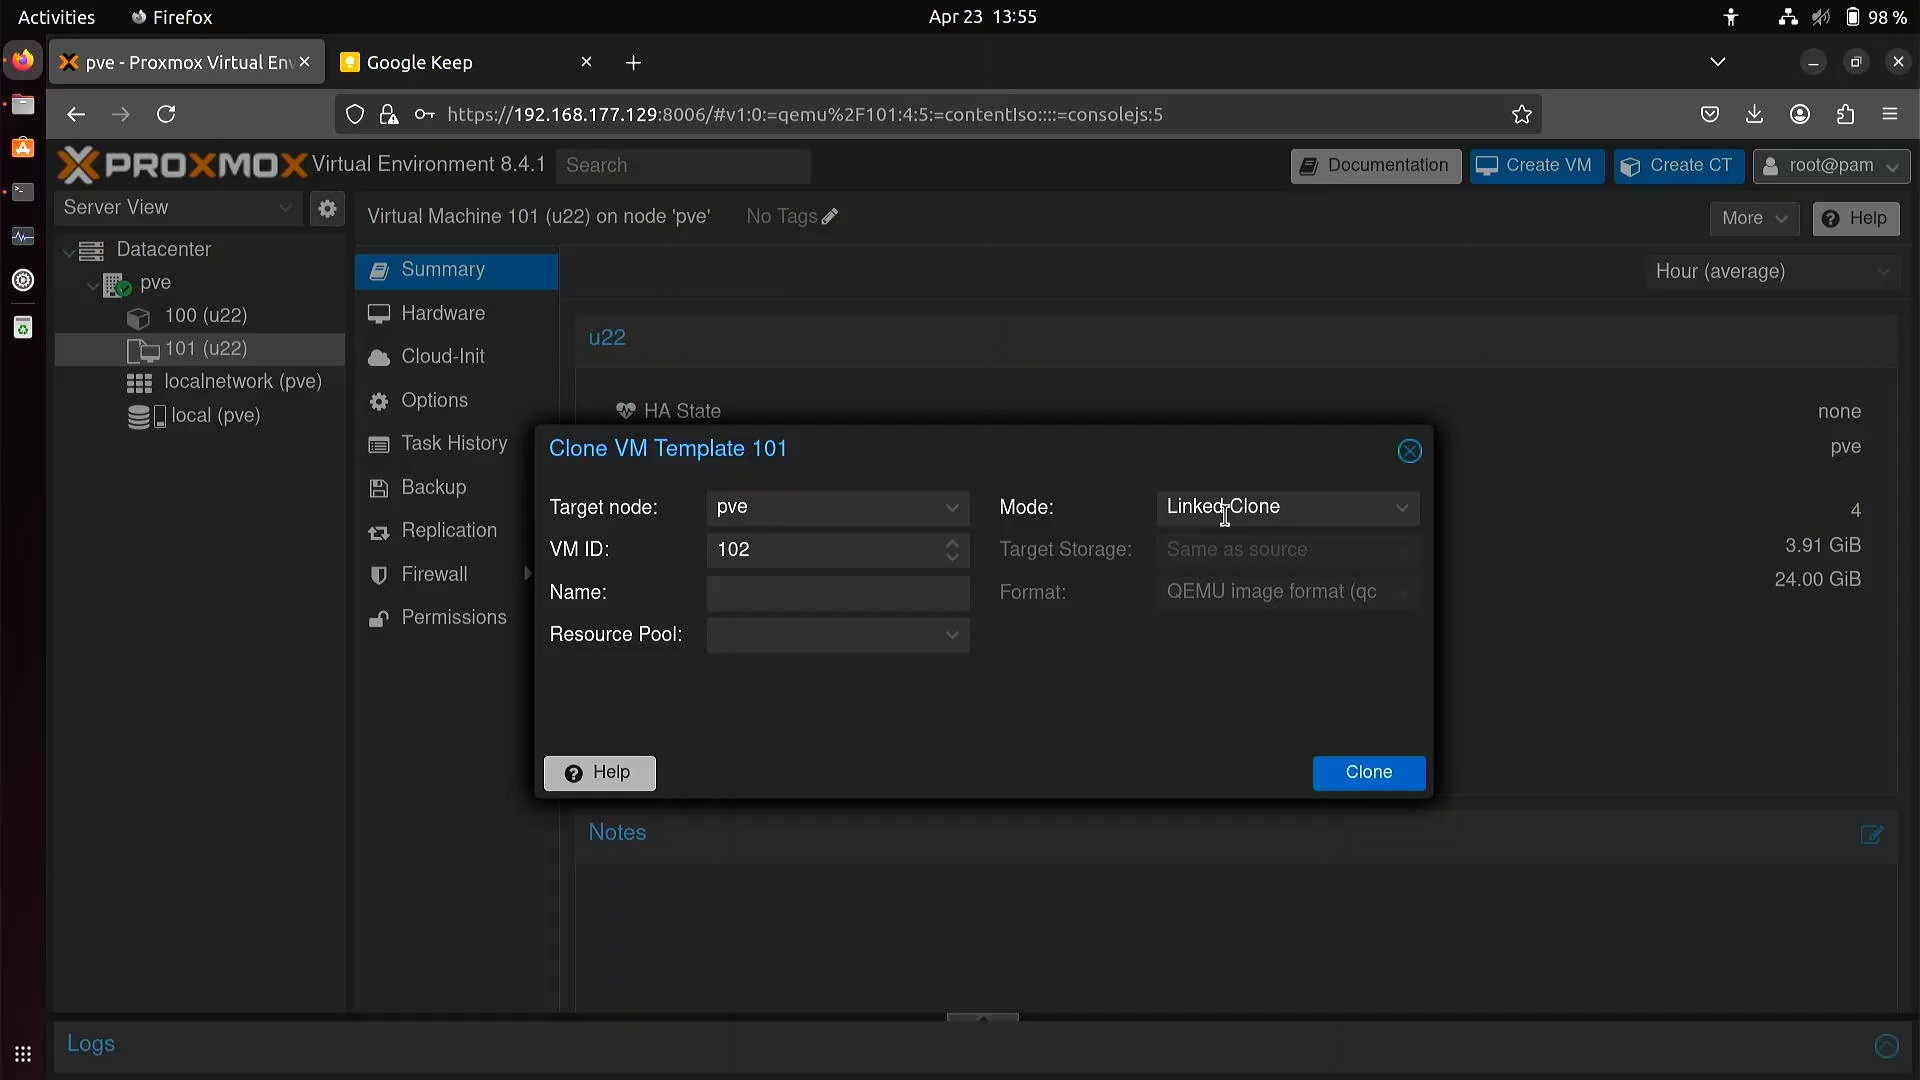 Activities
Firefox
Apr 23 13:55
98 %
pve - Proxmox Virtual Env
Google Keep
https://192.168.177.129:8006/#v1:0:=qemu%2F101:4:5:=contentIso::::=consolejs:5
PROXMOX Virtual Environment 8.4.1
Search
Documentation
Create VM
Create CT
root@pam
Server View
Virtual Machine 101 (u22) on node 'pve'
No Tags
More
Help
Datacenter
pve
100 (u22)
101 (u22)
localnetwork (pve)
local (pve)
Summary
Hardware
Cloud-Init
Options
Task History
Backup
Replication
Firewall
Permissions
Hour (average)
u22
HA State
none
pve
4
3.91 GiB
24.00 GiB
Clone VM Template 101
Target node: pve
VM ID: 102
Name:
Resource Pool:
Mode: Linked Clone
Target Storage: Same as source
Format: QEMU image format (qc
Help
Clone
Notes
Logs